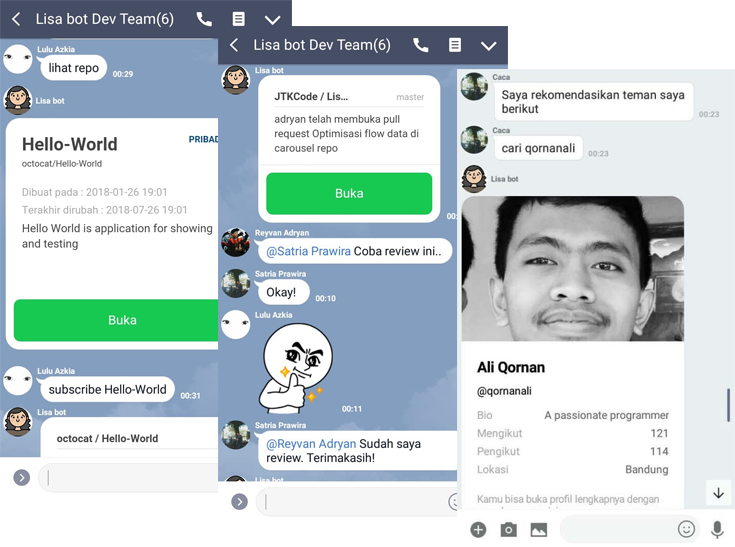 Lisa bot Dev Team(6)
Lulu Azkia
lihat repo
00:29
Lisa bot
Hello-World
octocat/Hello-World
Dibuat pada : 2018-01-26 19:01
Terakhir dirubah : 2018-07-26 19:01
Hello World is application for showing
and testing
Buka
Lulu Azkia
subscribe Hello-World
00:31
Lisa bot
octocat / Hello-World
Lisa bot Dev Team(6)
Lisa bot
JTKCode / Lis...
master
adryan telah membuka pull
request Optimisasi flow data di
carousel repo
Buka
Reyvan Adryan
@Satria Prawira Coba review ini..
Satria Prawira
Okay!
00:10
Lulu Azkia
00:11
Satria Prawira
@Reyvan Adryan Sudah saya
review. Terimakasih!
Lisa bot
Caca
Saya rekomendasikan teman saya
berikut
00:23
Caca
cari qornanali
00:23
Lisa bot
Ali Qornan
@qornanali
Bio A passionate programmer
Mengikut 121
Pengikut 114
Lokasi Bandung
Kamu bisa buka profil lengkapnya dengan